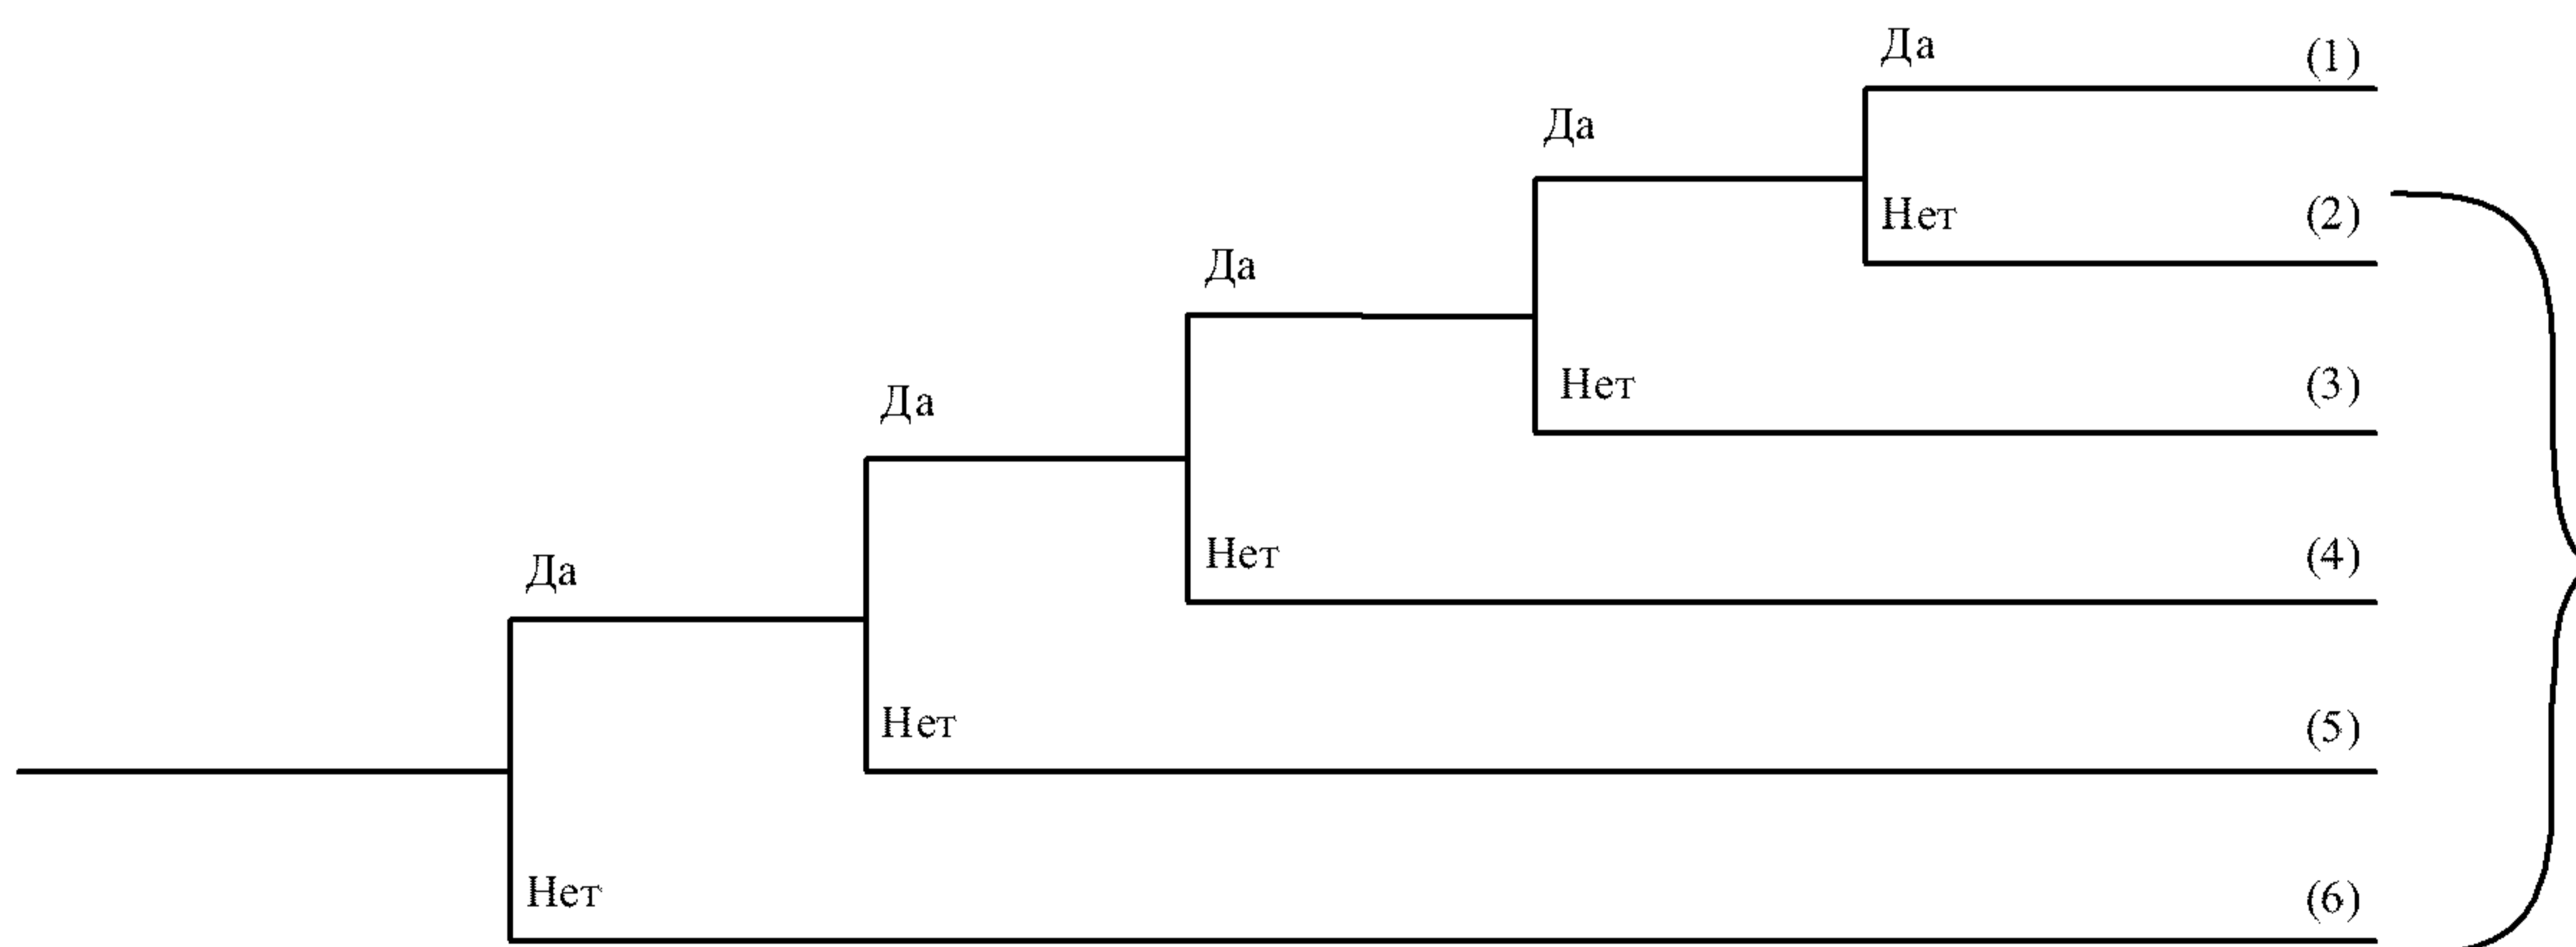 Да
(1)
Да
Нет
(2)
Да
Нет
(3)
Да
Нет
(4)
Да
Нет
(5)
Нет
(6)